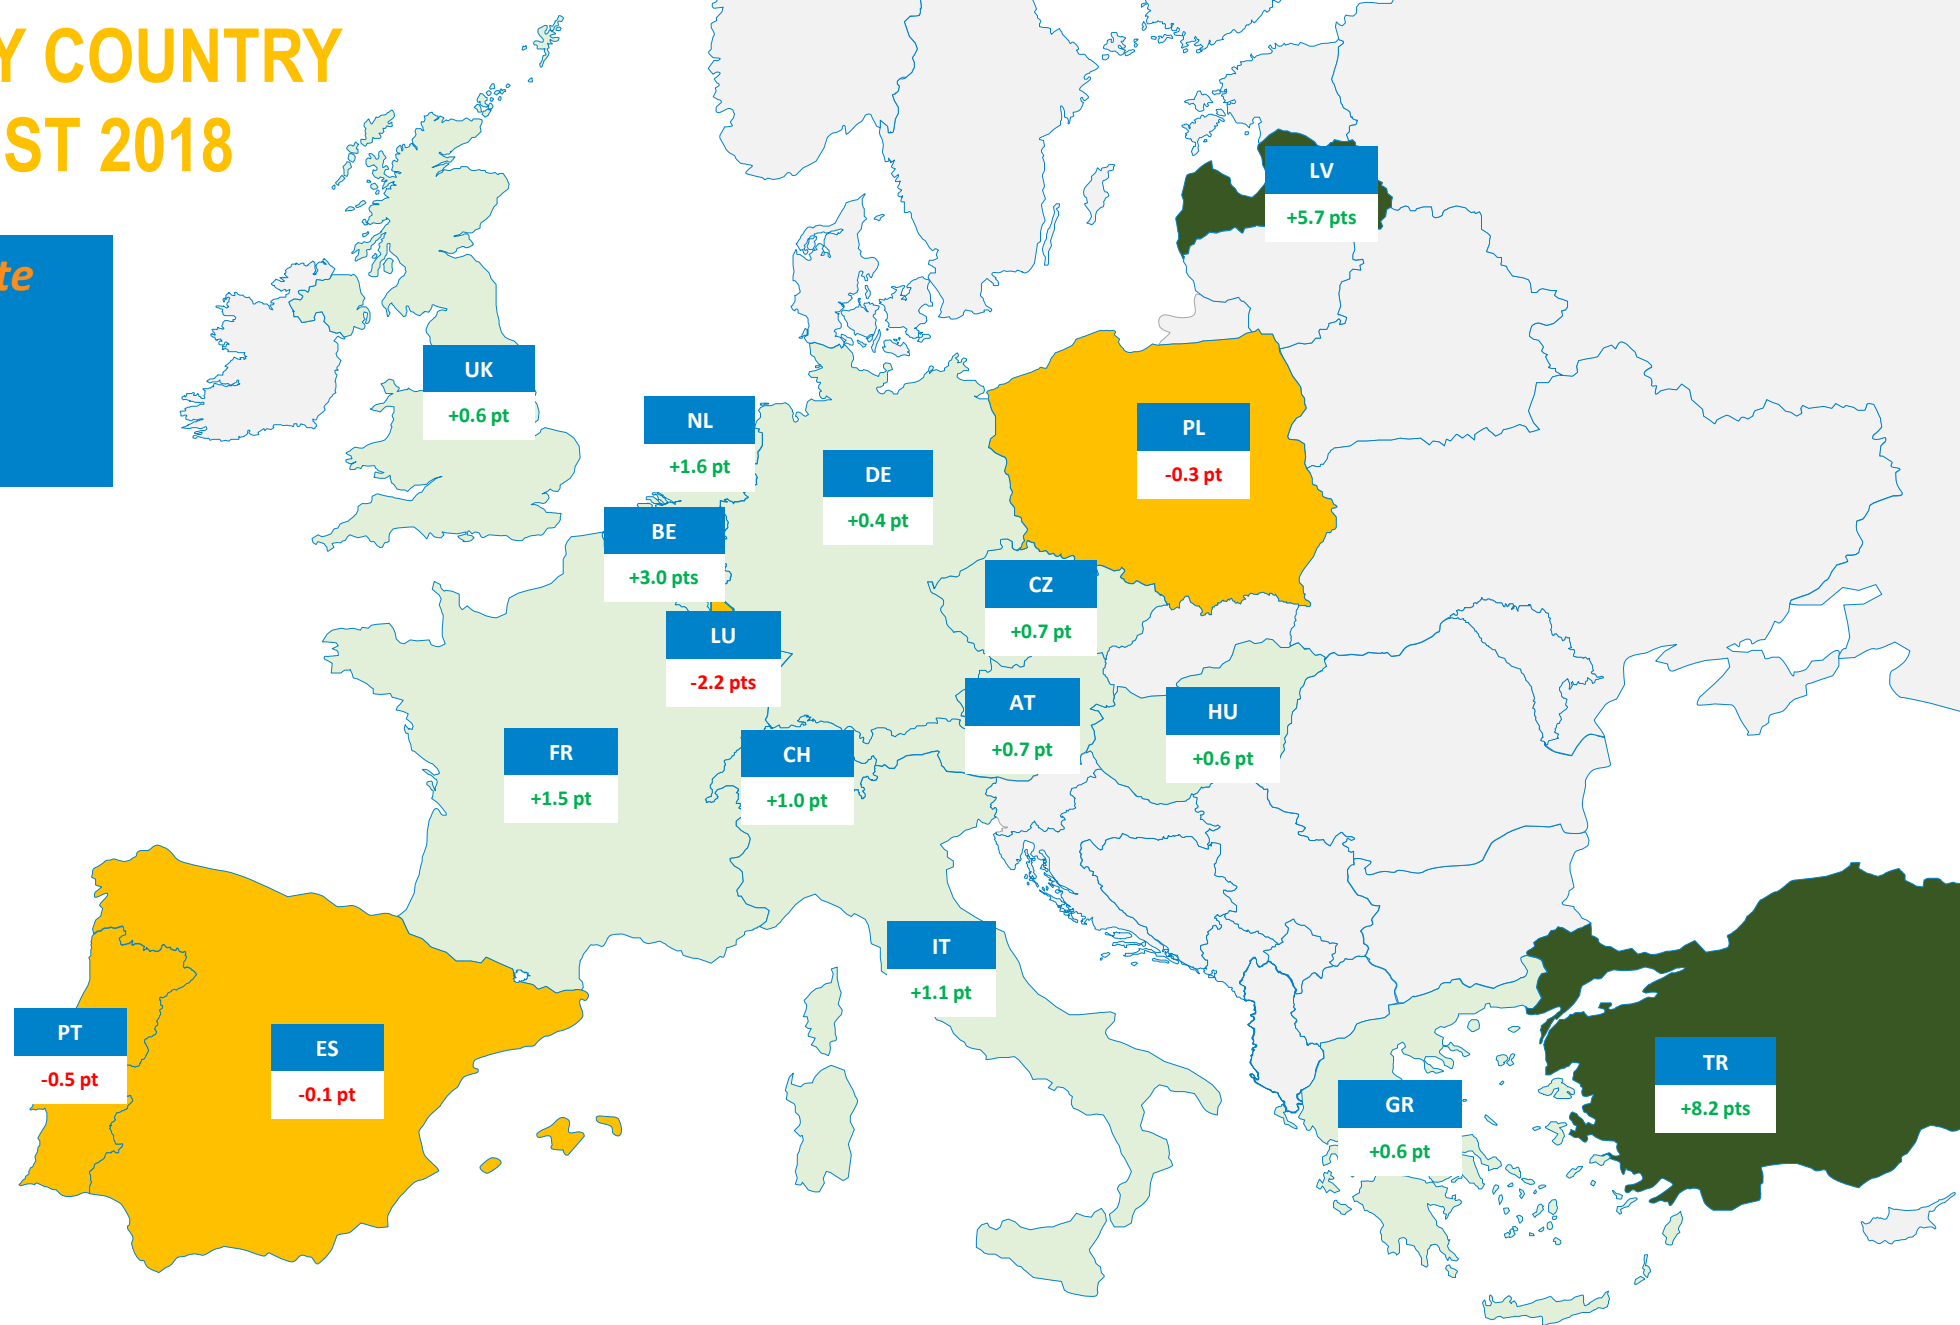 Y COUNTRY
ST 2018
te
LV
+5.7 pts
UK
+0.6 pt
NL
+1.6 pt
PL
-0.3 pt
DE
+0.4 pt
BE
+3.0 pts
CZ
+0.7 pt
LU
-2.2 pts
AT
+0.7 pt
HU
+0.6 pt
FR
+1.5 pt
CH
+1.0 pt
IT
+1.1 pt
PT
-0.5 pt
ES
-0.1 pt
TR
+8.2 pts
GR
+0.6 pt